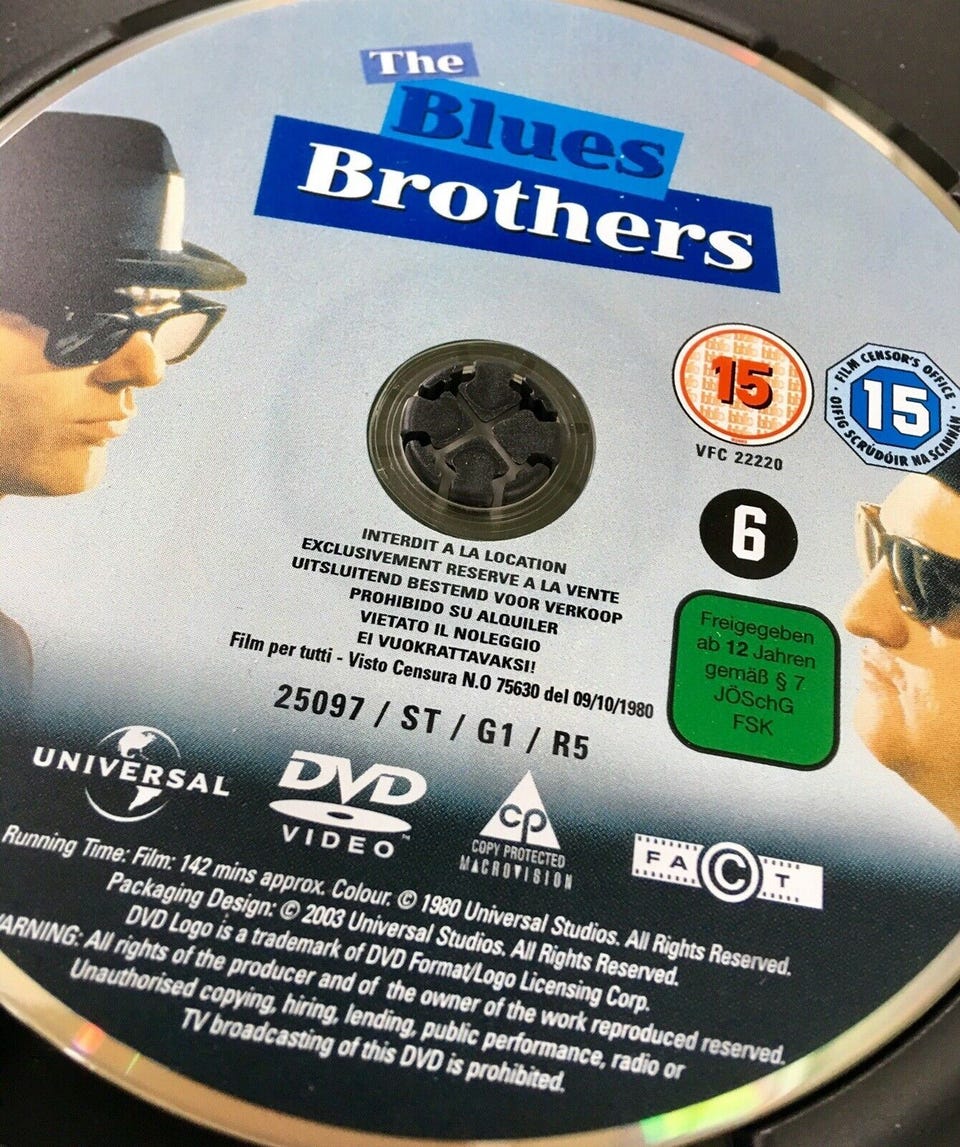 The
Blues
Brothers
15
VFC 22220
FILM CENSOR'S OFFICE
15
OIFIG SCRÚDÓIR NA SCANNÁN
6
Freigegeben
ab 12 Jahren
gemäß § 7
JÖSchG
FSK
INTERDIT A LA LOCATION
EXCLUSIVEMENT RESERVE A LA VENTE
UITSLUITEND BESTEMD VOOR VERKOOP
PROHIBIDO SU ALQUILER
VIETATO IL NOLEGGIO
EI VUOKRATTAVAKSI!
Film per tutti - Visto Censura N.O 75630 del 09/10/1980
25097 / ST / G1 / R5
UNIVERSAL
DVD
VIDEO
CP
COPY PROTECTED
MACROVISION
FACT
Running Time: Film: 142 mins approx. Colour. © 1980 Universal Studios. All Rights Reserved.
Packaging Design: © 2003 Universal Studios. All Rights Reserved.
DVD Logo is a trademark of DVD Format/Logo Licensing Corp.
WARNING: All rights of the producer and of the owner of the work reproduced reserved.
Unauthorised copying, hiring, lending, public performance, radio or
TV broadcasting of this DVD is prohibited.